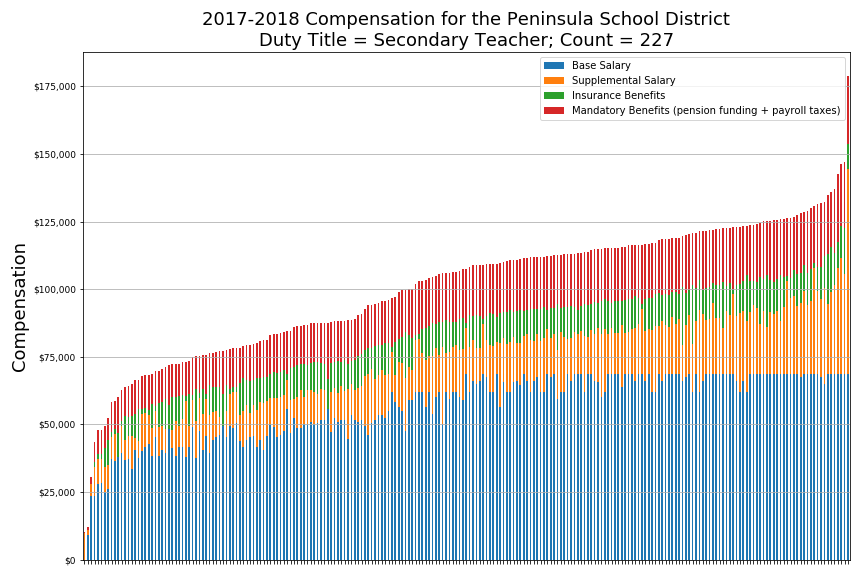 2017-2018 Compensation for the Peninsula School District
Duty Title = Secondary Teacher; Count = 227
Base Salary
Supplemental Salary
Insurance Benefits
Mandatory Benefits (pension funding + payroll taxes)
Compensation
$175,000
$150,000
$125,000
$100,000
$75,000
$50,000
$25,000
$0